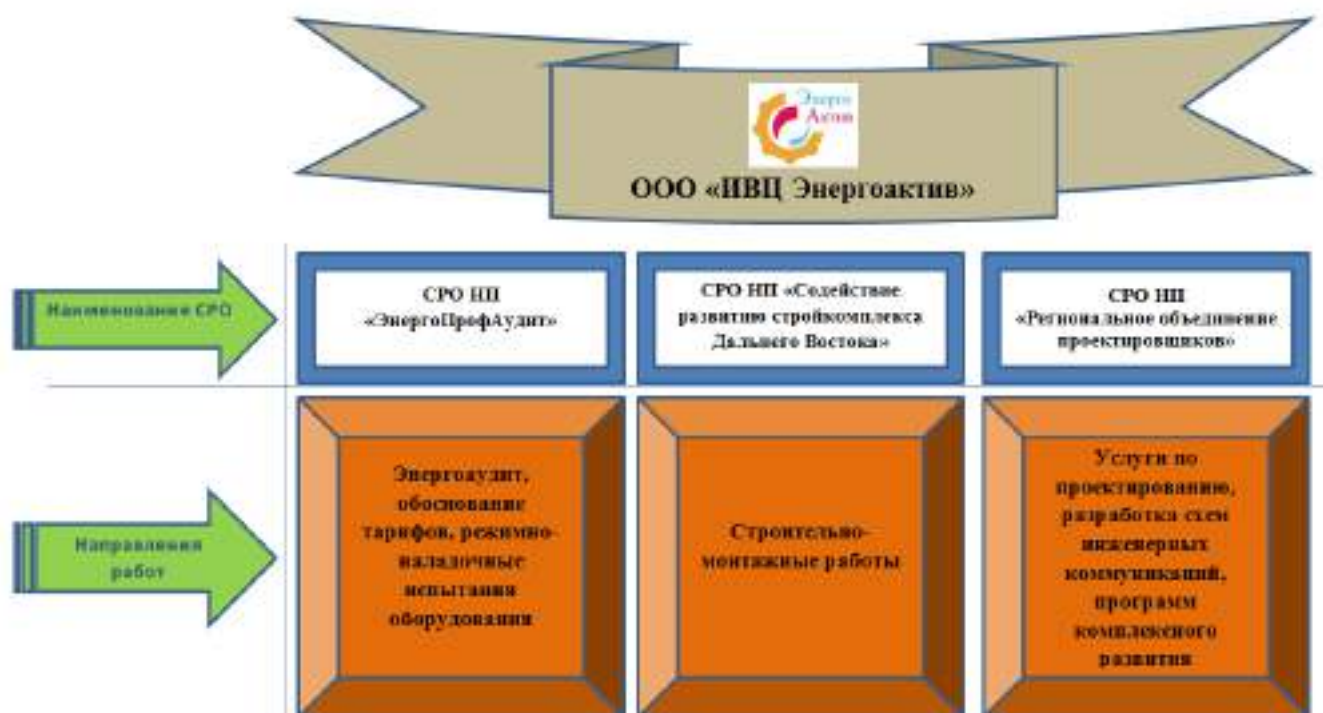 Энерго
Актив
ООО «ИВЦ Энергоактив»
Наименование СРО
СРО НП
«ЭнергоПрофАудит»
СРО НП «Содействие
развитию стройкомплекса
Дальнего Востока»
СРО НП
«Региональное объединение
проектировщиков»
Направления
работ
Энергоаудит,
обоснование
тарифов, режимно-
наладочные
испытания
оборудования
Строительно-
монтажные работы
Услуги по
проектированию,
разработка схем
инженерных
коммуникаций,
программ
комплексного
развития